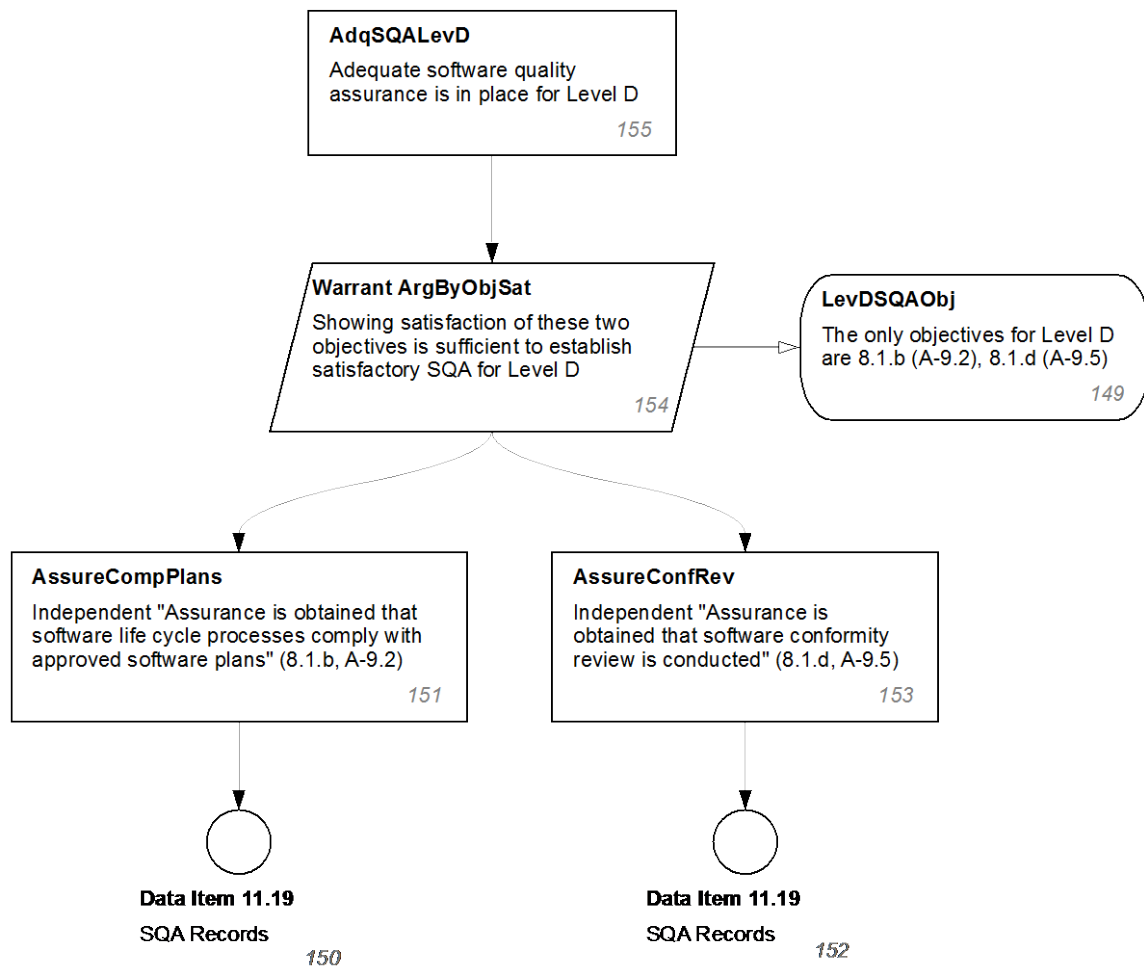 AdqSQALevD
Adequate software quality
assurance is in place for Level D
155
Warrant ArgByObjSat
Showing satisfaction of these two
objectives is sufficient to establish
satisfactory SQA for Level D
154
LevDSQAObj
The only objectives for Level D
are 8.1.b (A-9.2), 8.1.d (A-9.5)
149
AssureCompPlans
Independent "Assurance is obtained that
software life cycle processes comply with
approved software plans" (8.1.b, A-9.2)
151
AssureConfRev
Independent "Assurance is
obtained that software conformity
review is conducted" (8.1.d, A-9.5)
153
Data Item 11.19
SQA Records
150
Data Item 11.19
SQA Records
152